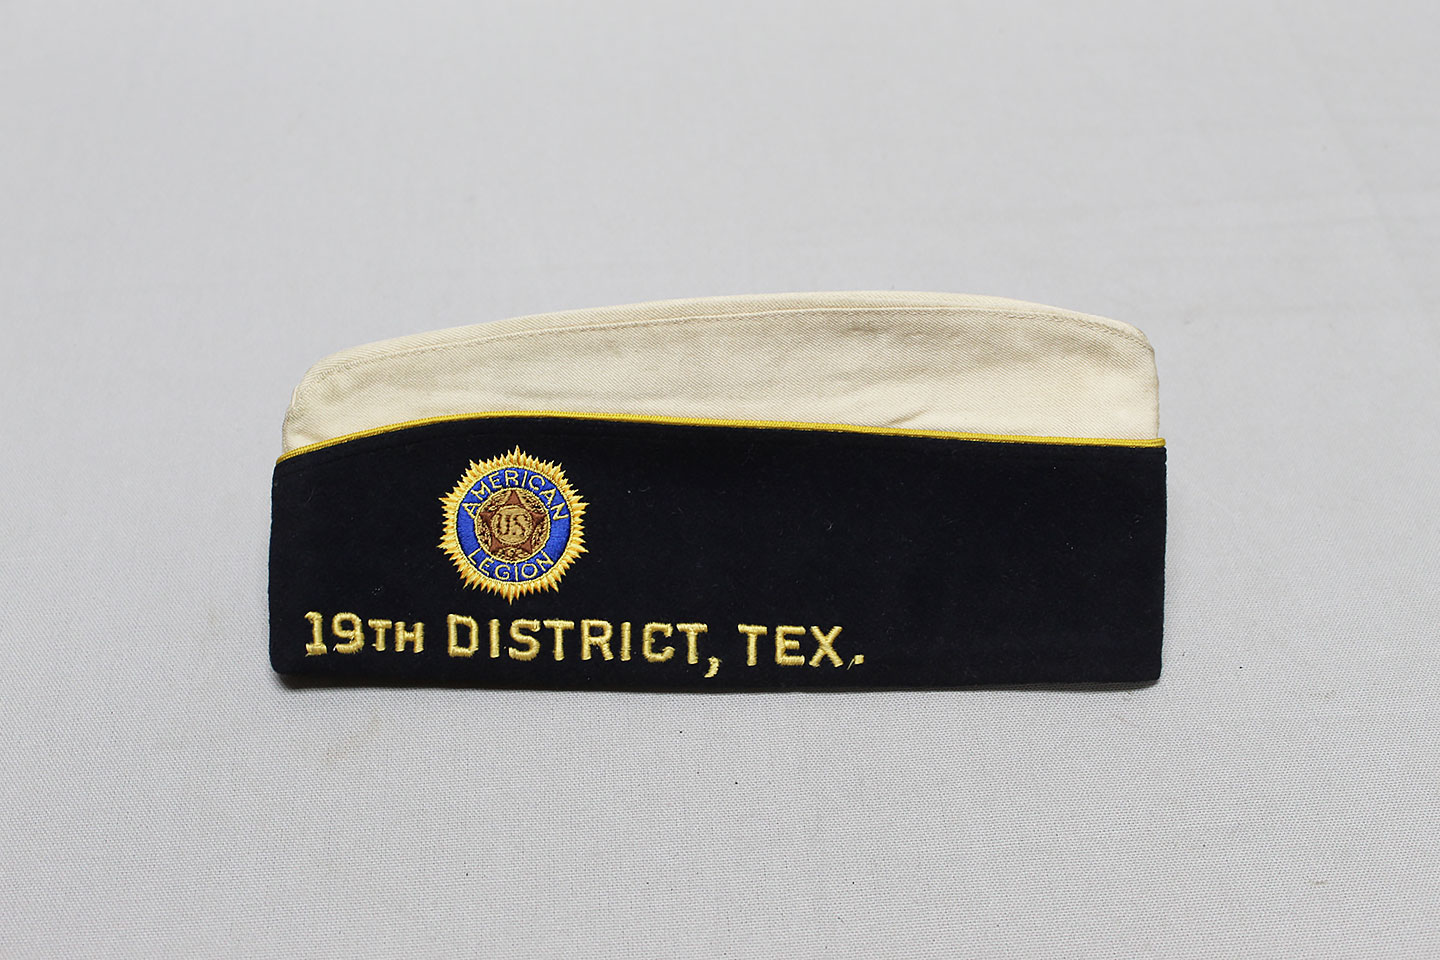 AMERICAN
US
LEGION
19TH DISTRICT, TEX.